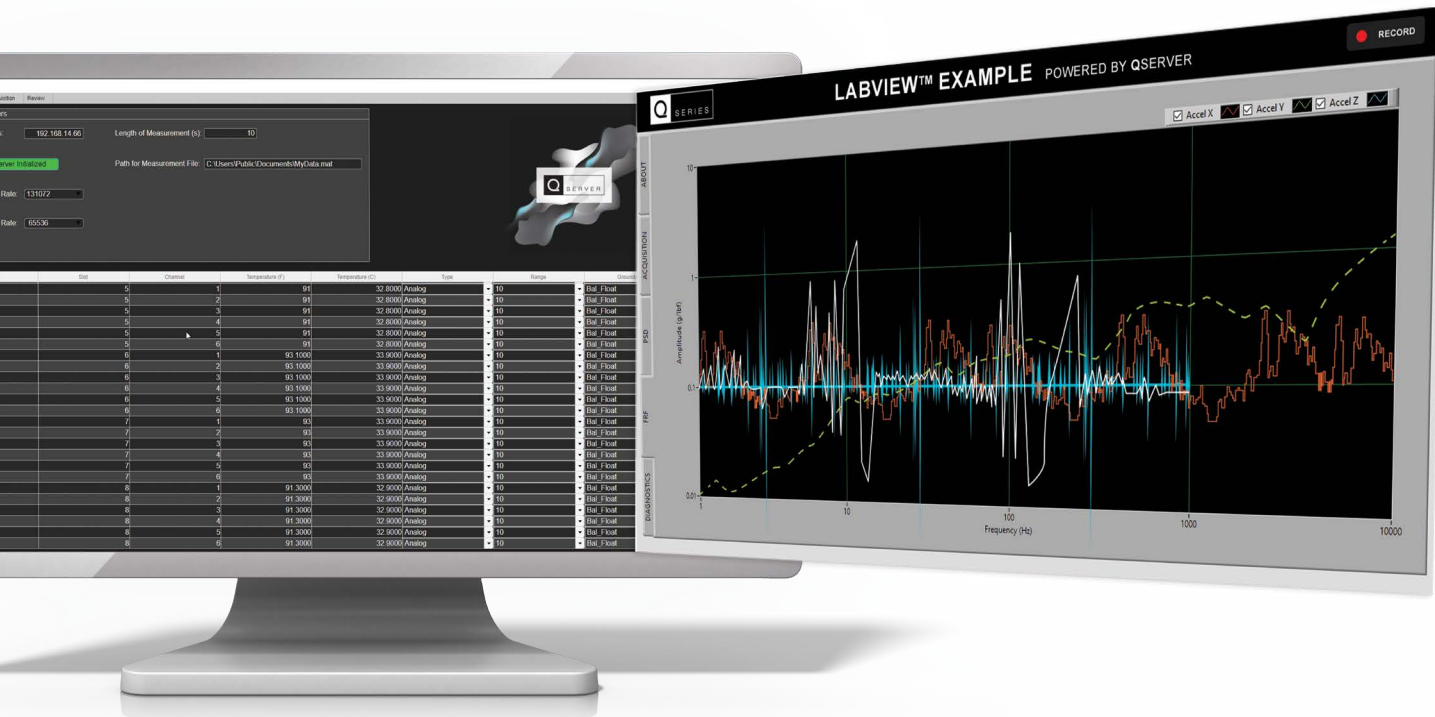 isition Review
rs
s: 192.168.14.66 Length of Measurement (s): 10
erver Initialized Path for Measurement File: C:\Users\Public\Documents\MyData.mat
Rate: 131072
Rate: 65536
Q SERVER
Slot Channel Temperature (F) Temperature (C) Type Range Ground
5 1 91 32.8000 Analog 10 Bal_Float
5 2 91 32.8000 Analog 10 Bal_Float
5 3 91 32.8000 Analog 10 Bal_Float
5 4 91 32.8000 Analog 10 Bal_Float
5 5 91 32.8000 Analog 10 Bal_Float
5 6 91 32.8000 Analog 10 Bal_Float
6 1 93.1000 33.9000 Analog 10 Bal_Float
6 2 93.1000 33.9000 Analog 10 Bal_Float
6 3 93.1000 33.9000 Analog 10 Bal_Float
6 4 93.1000 33.9000 Analog 10 Bal_Float
6 5 93.1000 33.9000 Analog 10 Bal_Float
6 6 93.1000 33.9000 Analog 10 Bal_Float
7 1 93 33.9000 Analog 10 Bal_Float
7 2 93 33.9000 Analog 10 Bal_Float
7 3 93 33.9000 Analog 10 Bal_Float
7 4 93 33.9000 Analog 10 Bal_Float
7 5 93 33.9000 Analog 10 Bal_Float
7 6 93 33.9000 Analog 10 Bal_Float
8 1 91.3000 32.9000 Analog 10 Bal_Float
8 2 91.3000 32.9000 Analog 10 Bal_Float
8 3 91.3000 32.9000 Analog 10 Bal_Float
8 4 91.3000 32.9000 Analog 10 Bal_Float
8 5 91.3000 32.9000 Analog 10 Bal_Float
8 6 91.3000 32.9000 Analog 10 Bal_Float
RECORD
LABVIEW™ EXAMPLE POWERED BY QSERVER
Q SERIES
Accel X Accel Y Accel Z
ABOUT
ACQUISITION
PSD
FRF
DIAGNOSTICS
Amplitude (g/lbf)
10
1
0.1
0.01
1 10 100 1000 10000
Frequency (Hz)